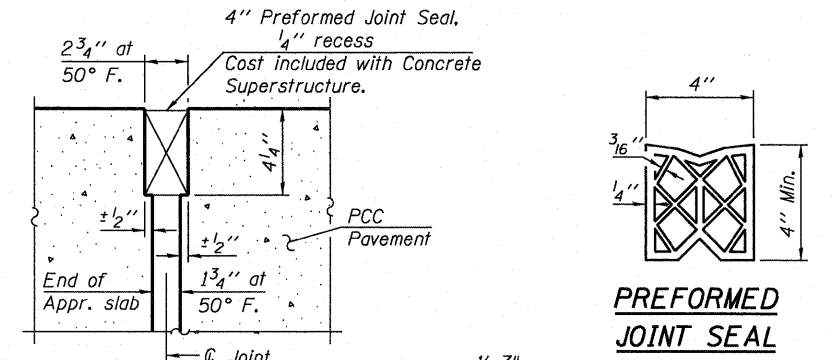 4" Preformed Joint Seal,
1/4" recess
Cost included with Concrete
Superstructure.
2 3/4" at
50° F.
4 1/4"
±1/2"
±1/2"
PCC
Pavement
End of
Appr. slab
1 3/4" at
50° F.
℄ Joint
4"
3/16"
1/4"
4" Min.
PREFORMED
JOINT SEAL